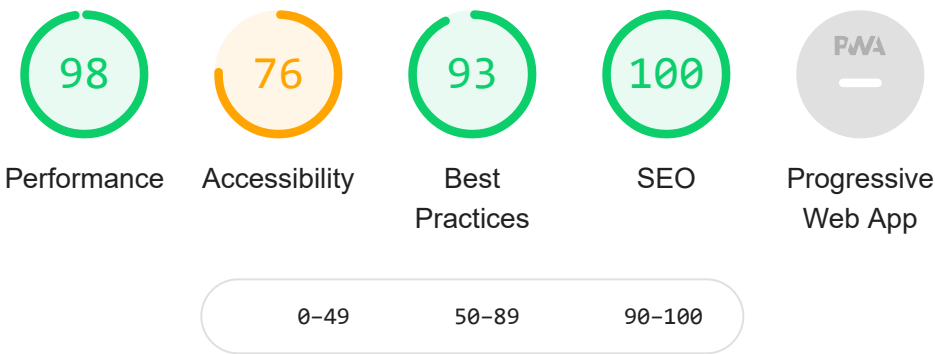 98 76 93 100 PWA
Performance Accessibility Best Practices SEO Progressive Web App
0–49 50–89 90–100